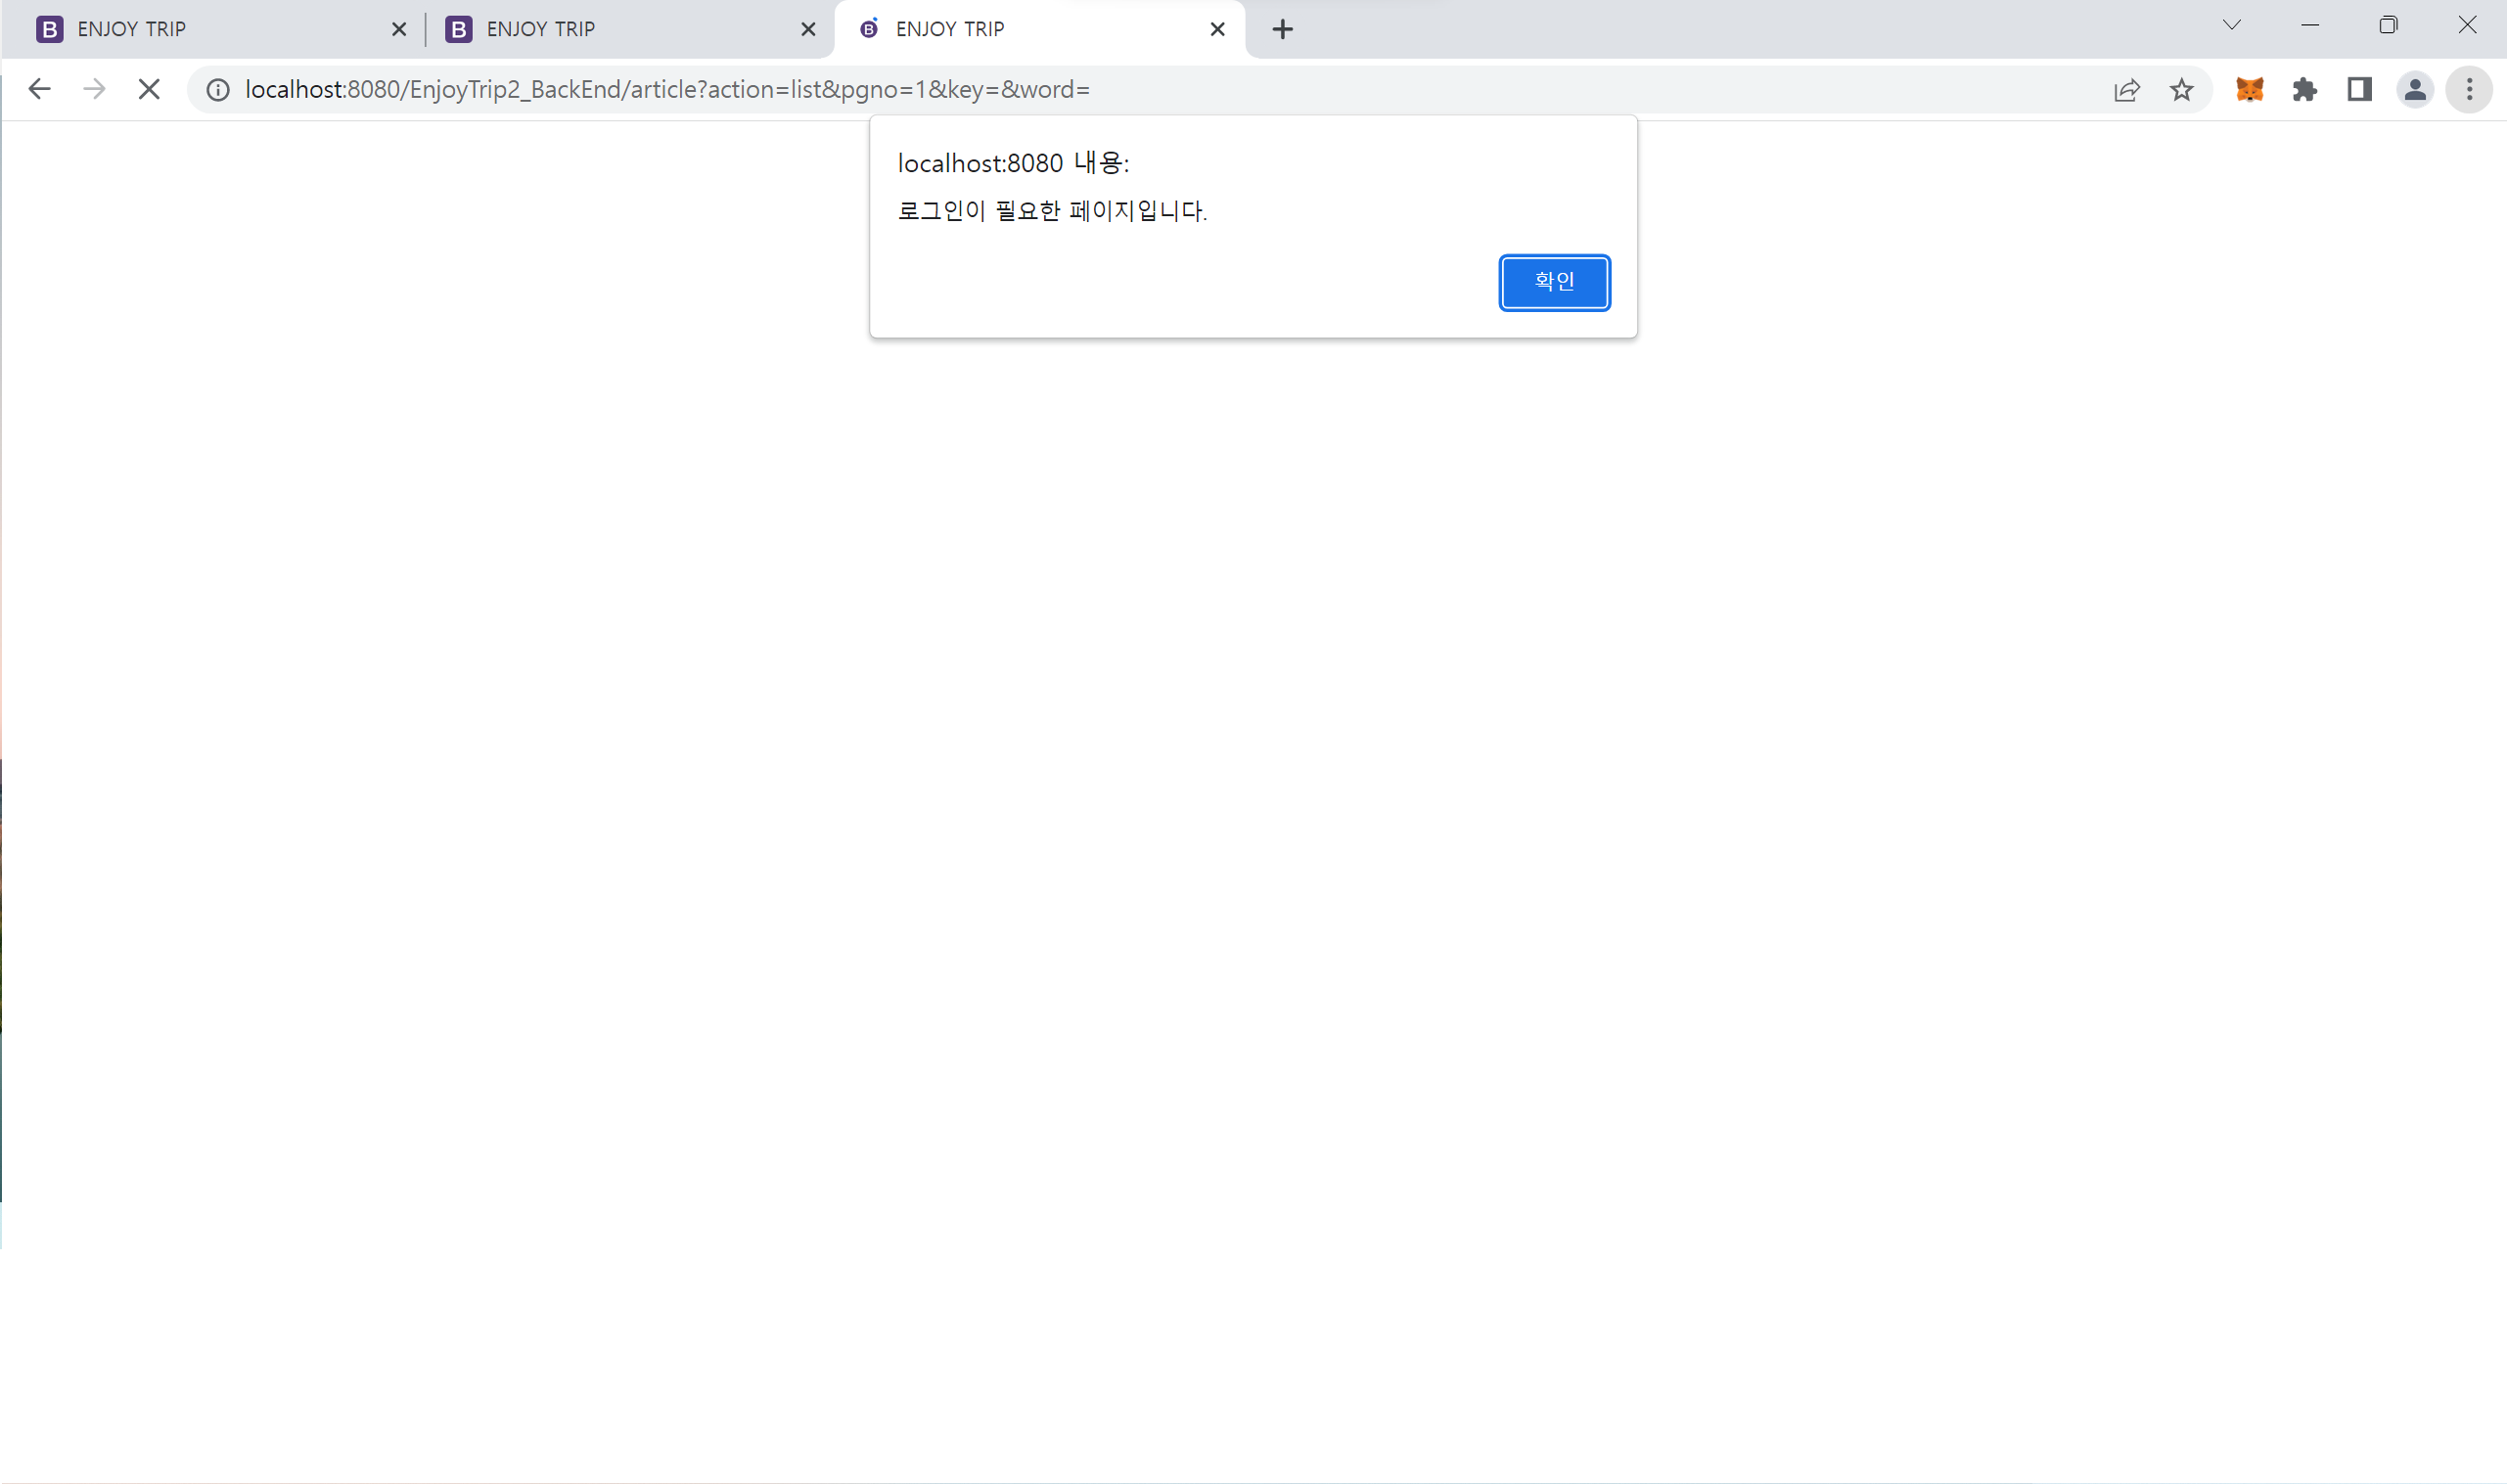 B ENJOY TRIP
B ENJOY TRIP
B ENJOY TRIP
localhost:8080/EnjoyTrip2_BackEnd/article?action=list&pgno=1&key=&word=
localhost:8080 내용:
로그인이 필요한 페이지입니다.
확인